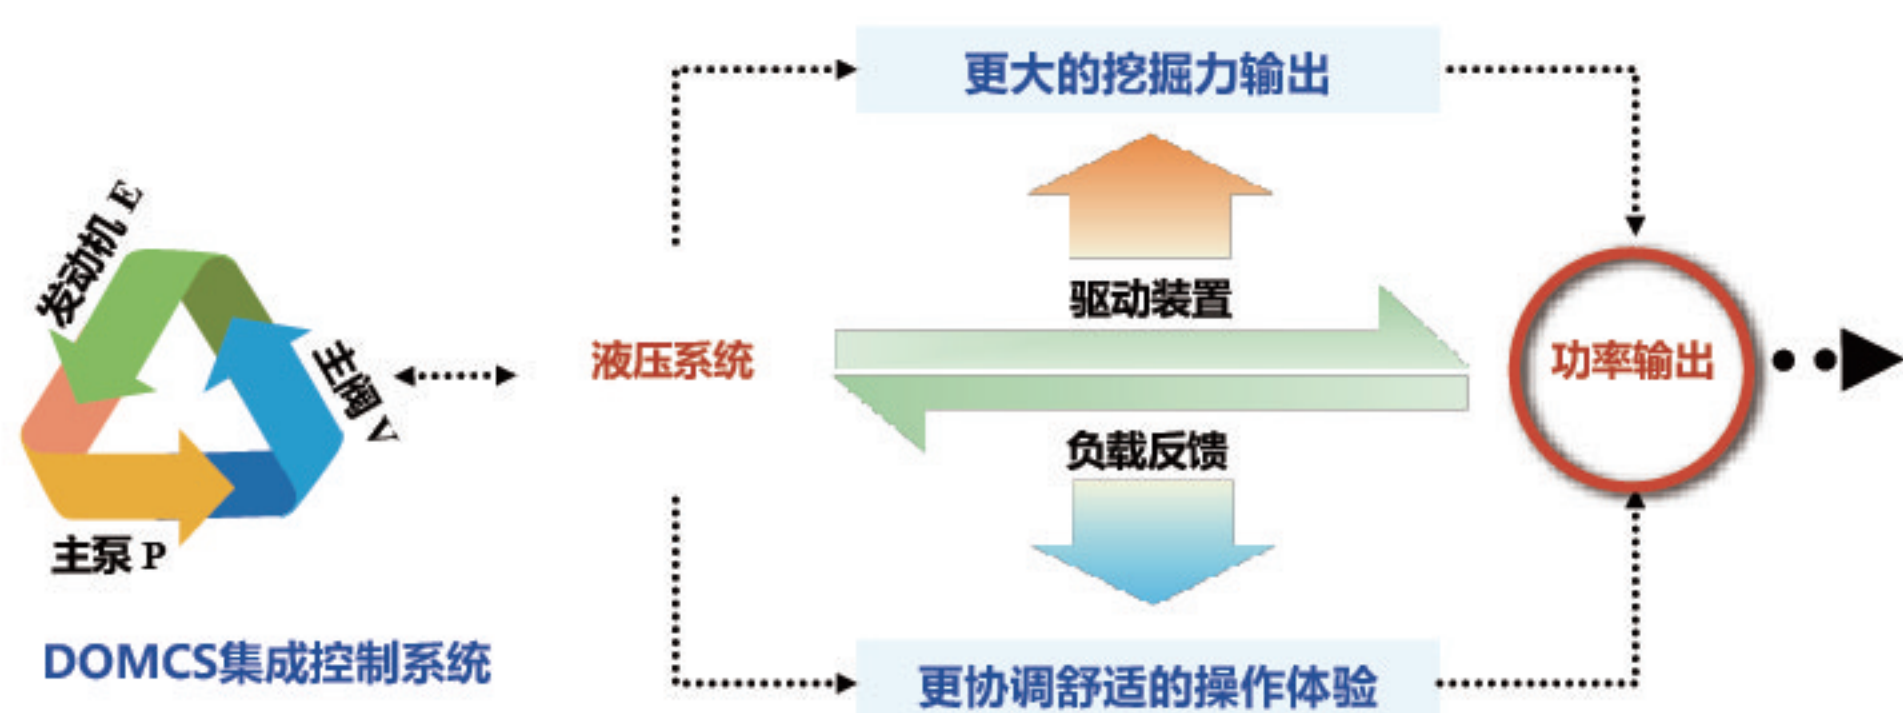 更大的挖掘力输出
发动机 E
驱动装置
主阀 V
液压系统
功率输出
负载反馈
主泵 P
DOMCS集成控制系统
更协调舒适的操作体验